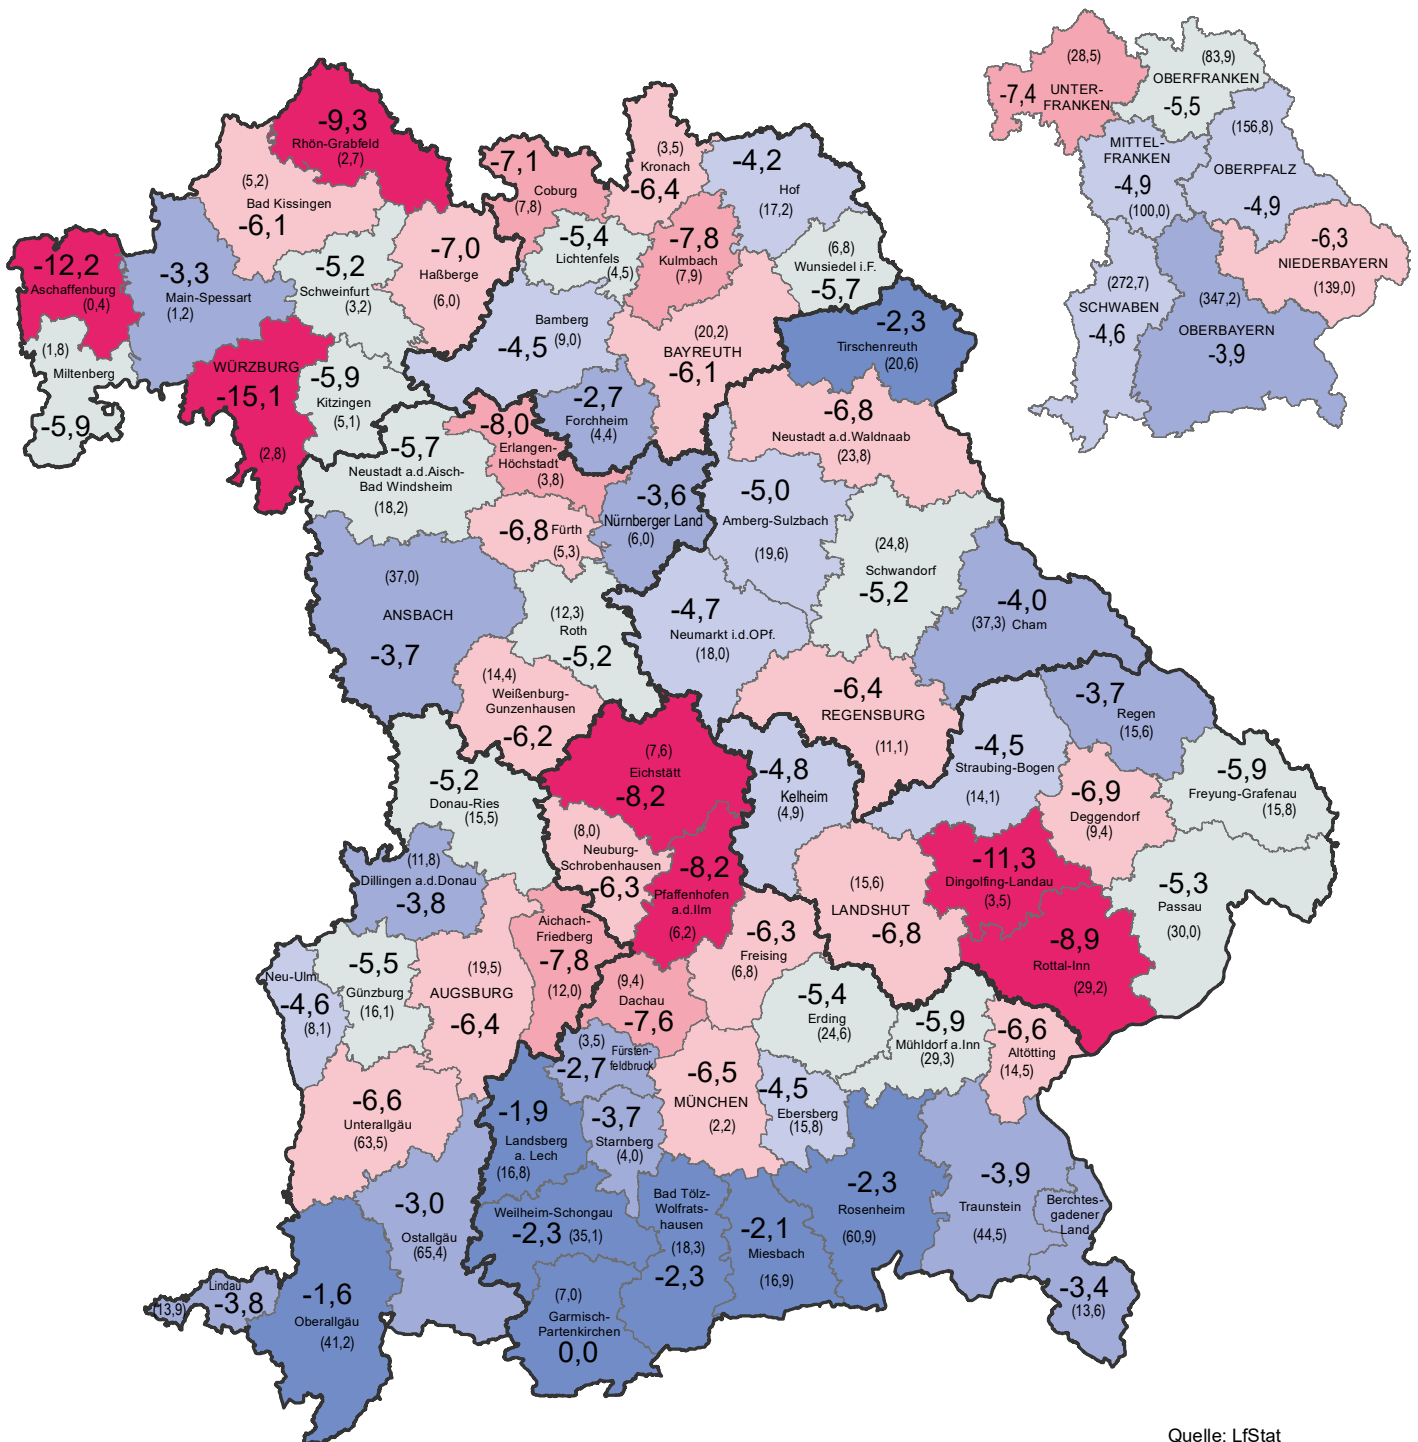 -9,3
Rhön-Grabfeld
(2,7)
(5,2)
Bad Kissingen
-6,1
-12,2
Aschaffenburg
(0,4)
-3,3
Main-Spessart
(1,2)
-5,2
Schweinfurt
(3,2)
-7,0
Haßberge
(6,0)
(1,8)
Miltenberg
-5,9
WÜRZBURG
-15,1
(2,8)
-5,9
Kitzingen
(5,1)
-7,1
Coburg
(7,8)
(3,5)
Kronach
-6,4
-4,2
Hof
(17,2)
-5,4
Lichtenfels
(4,5)
-7,8
Kulmbach
(7,9)
(6,8)
Wunsiedel i.F.
-5,7
Bamberg
-4,5
(9,0)
(20,2)
BAYREUTH
-6,1
-2,7
Forchheim
(4,4)
-2,3
Tirschenreuth
(20,6)
-6,8
Neustadt a.d.Waldnaab
(23,8)
-5,7
Neustadt a.d.Aisch-
Bad Windsheim
(18,2)
-8,0
Erlangen-
Höchstadt
(3,8)
-6,8
Fürth
(5,3)
-3,6
Nürnberger Land
(6,0)
-5,0
Amberg-Sulzbach
(19,6)
(24,8)
Schwandorf
-5,2
(37,0)
ANSBACH
-3,7
(12,3)
Roth
-5,2
-4,7
Neumarkt i.d.OPf.
(18,0)
-4,0
(37,3)
Cham
(14,4)
Weißenburg-
Gunzenhausen
-6,2
-6,4
REGENSBURG
(11,1)
-3,7
Regen
(15,6)
-4,5
Straubing-Bogen
(14,1)
-5,9
Freyung-Grafenau
(15,8)
(7,6)
Eichstätt
-8,2
-4,8
Kelheim
(4,9)
-6,9
Deggendorf
(9,4)
-5,2
Donau-Ries
(15,5)
(8,0)
Neuburg-
Schrobenhausen
-6,3
-8,2
Pfaffenhofen
a.d.Ilm
(6,2)
(15,6)
LANDSHUT
-6,8
-11,3
Dingolfing-Landau
(3,5)
-5,3
Passau
(30,0)
(11,8)
Dillingen a.d.Donau
-3,8
Aichach-
Friedberg
-7,8
(12,0)
-6,3
Freising
(6,8)
-8,9
Rottal-Inn
(29,2)
Neu-Ulm
-4,6
(8,1)
-5,5
Günzburg
(16,1)
(19,5)
AUGSBURG
-6,4
(9,4)
Dachau
-7,6
-5,4
Erding
(24,6)
-5,9
Mühldorf a.Inn
(29,3)
-6,6
Altötting
(14,5)
(3,5)
Fürsten-
feldbruck
-2,7
-6,5
MÜNCHEN
(2,2)
-4,5
Ebersberg
(15,8)
-6,6
Unterallgäu
(63,5)
-1,9
Landsberg
a. Lech
(16,8)
-3,7
Starnberg
(4,0)
-3,0
Ostallgäu
(65,4)
Weilheim-Schongau
-2,3
(35,1)
Bad Tölz-
Wolfrats-
hausen
(18,3)
-2,3
-2,1
Miesbach
(16,9)
-2,3
Rosenheim
(60,9)
-3,9
Traunstein
(44,5)
Berchtes-
gadener
Land
-3,4
(13,6)
Lindau
-3,8
(13,9)
-1,6
Oberallgäu
(41,2)
(7,0)
Garmisch-
Partenkirchen
0,0
(28,5)
-7,4
UNTER-
FRANKEN
(83,9)
OBERFRANKEN
-5,5
MITTEL-
FRANKEN
-4,9
(100,0)
(156,8)
OBERPFALZ
-4,9
-6,3
NIEDERBAYERN
(139,0)
(272,7)
SCHWABEN
-4,6
(347,2)
OBERBAYERN
-3,9
Quelle: LfStat